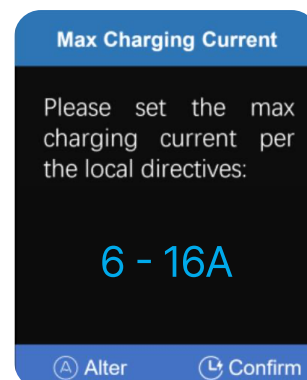 Max Charging Current
Please set the max
charging current per
the local directives:
6 - 16A
A Alter
Confirm